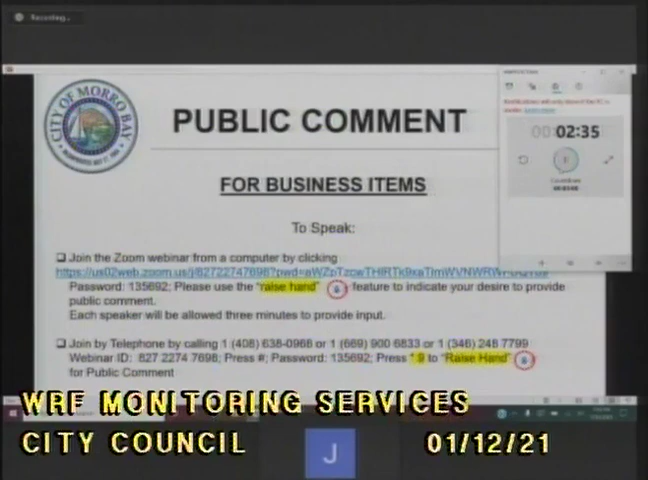 Recording...
CITY OF MORRO BAY
PUBLIC COMMENT
00:02:35
FOR BUSINESS ITEMS
To Speak:
❑ Join the Zoom webinar from a computer by clicking
Password: 135692; Please use the "raise hand" feature to indicate your desire to provide
public comment.
Each speaker will be allowed three minutes to provide input.
❑ Join by Telephone by calling 1 (408) 638-0968 or 1 (669) 900 6833 or 1 (346) 248 7799
Webinar ID: 827 2274 7698; Press #; Password: 135692; Press * 9 to "Raise Hand"
for Public Comment
WRF MONITORING SERVICES
CITY COUNCIL 01/12/21
J